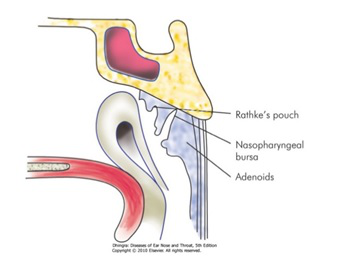 Rathke's pouch
Nasopharyngeal
bursa
Adenoids
Dhingra: Diseases of Ear Nose and Throat, 5th Edition
Copyright © 2010 Elsevier. All rights reserved.